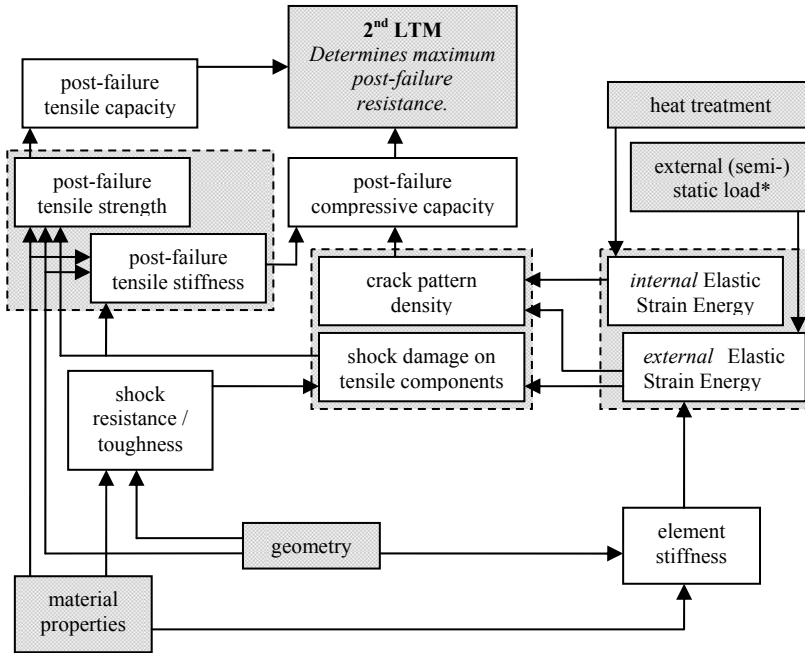 2nd LTM
Determines maximum
post-failure
resistance.
post-failure
tensile capacity
heat treatment
external (semi-)
static load*
post-failure
tensile strength
post-failure
compressive capacity
post-failure
tensile stiffness
crack pattern
density
internal Elastic
Strain Energy
shock damage on
tensile components
external Elastic
Strain Energy
shock
resistance /
toughness
geometry
element
stiffness
material
properties